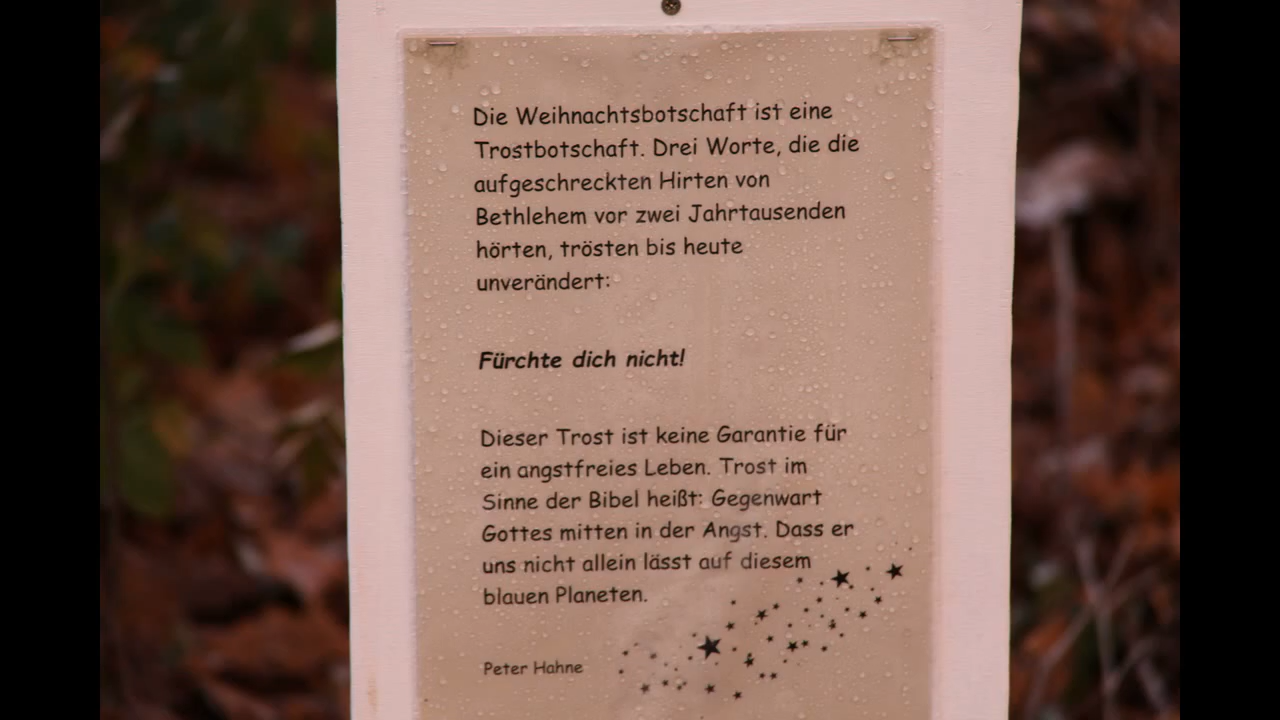 Die Weihnachtsbotschaft ist eine
Trostbotschaft. Drei Worte, die die
aufgeschreckten Hirten von
Bethlehem vor zwei Jahrtausenden
hörten, trösten bis heute
unverändert:
Fürchte dich nicht!
Dieser Trost ist keine Garantie für
ein angstfreies Leben. Trost im
Sinne der Bibel heißt: Gegenwart
Gottes mitten in der Angst. Dass er
uns nicht allein lässt auf diesem
blauen Planeten.
Peter Hahne